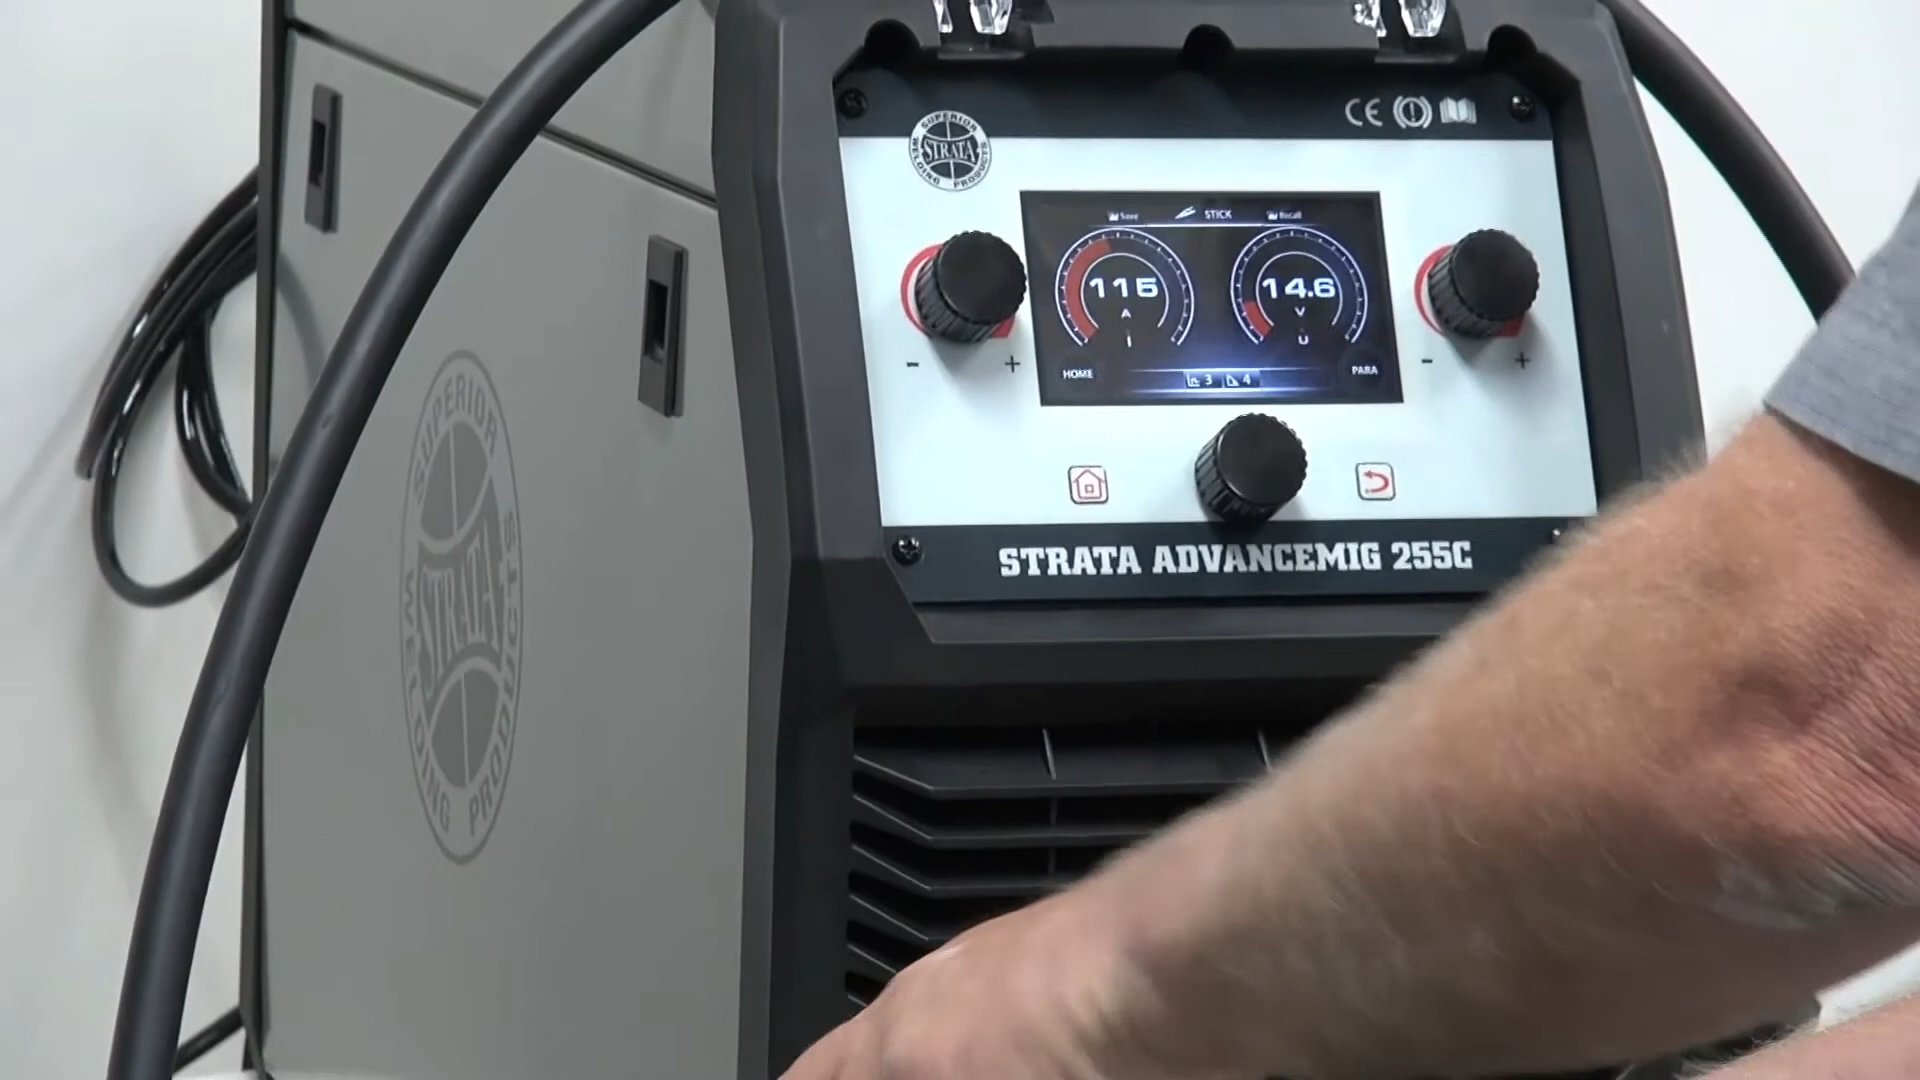 CE
SUPERIOR
STRATA
WELDING PRODUCTS
Save STICK Recall
115 14.6
A V
I U
HOME 3 4 PARA
- + - +
STRATA ADVANCEMIG 255C
SUPERIOR
STRATA
WELDING PRODUCTS